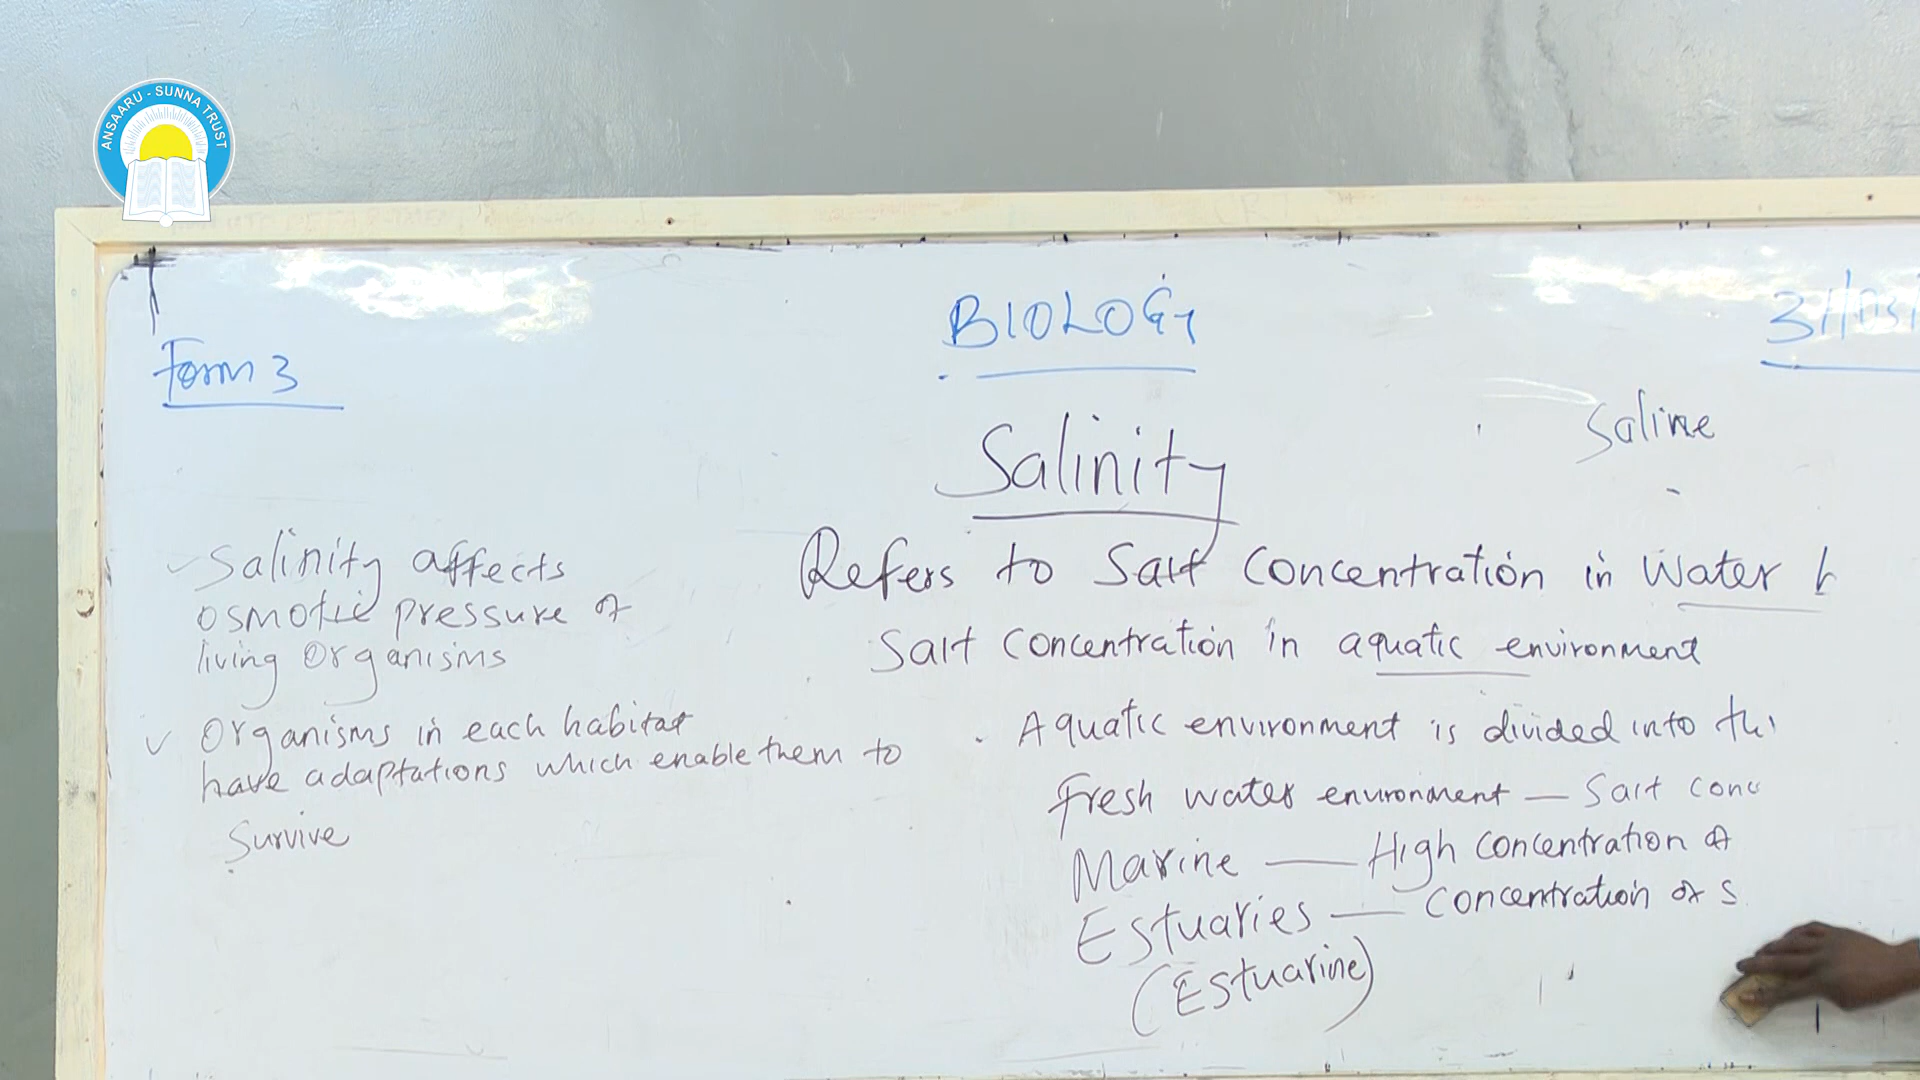 ANSAARU - SUNNA TRUST
BIOLOGY
Form 3
Saline
Salinity
Refers to Salt Concentration in Water
Salt Concentration in aquatic environment
Aquatic environment is divided into
Fresh water environment — Salt conc
Marine — High concentration of
Estuaries — concentration of s
(Estuarine)
Salinity affects
osmotic pressure of
living organisms
Organisms in each habitat
have adaptations which enable them to
Survive